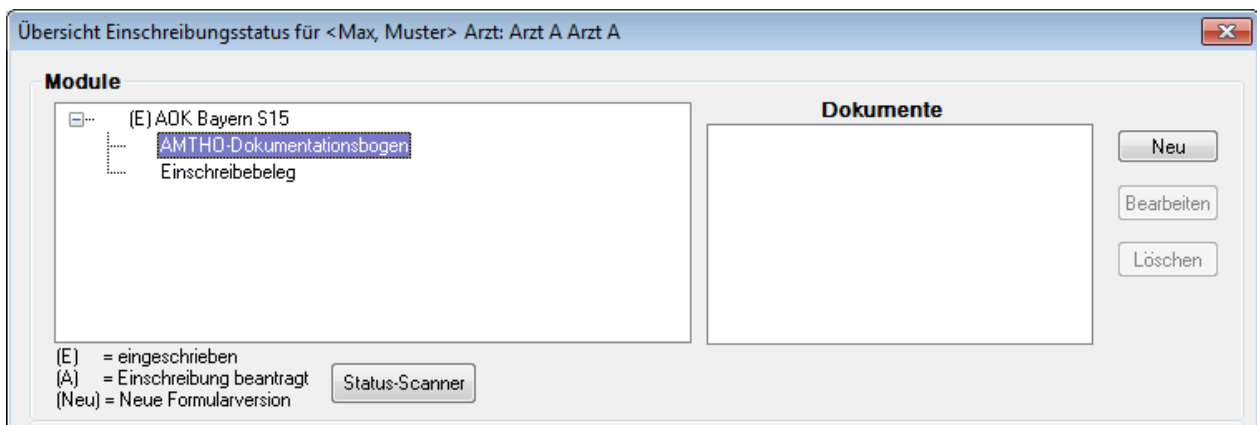 Übersicht Einschreibungsstatus für <Max, Muster> Arzt: Arzt A Arzt A
Module
(E) AOK Bayern S15
AMTHO-Dokumentationsbogen
Einschreibebeleg
Dokumente
Neu
Bearbeiten
Löschen
(E) = eingeschrieben
(A) = Einschreibung beantragt
(Neu) = Neue Formularversion
Status-Scanner